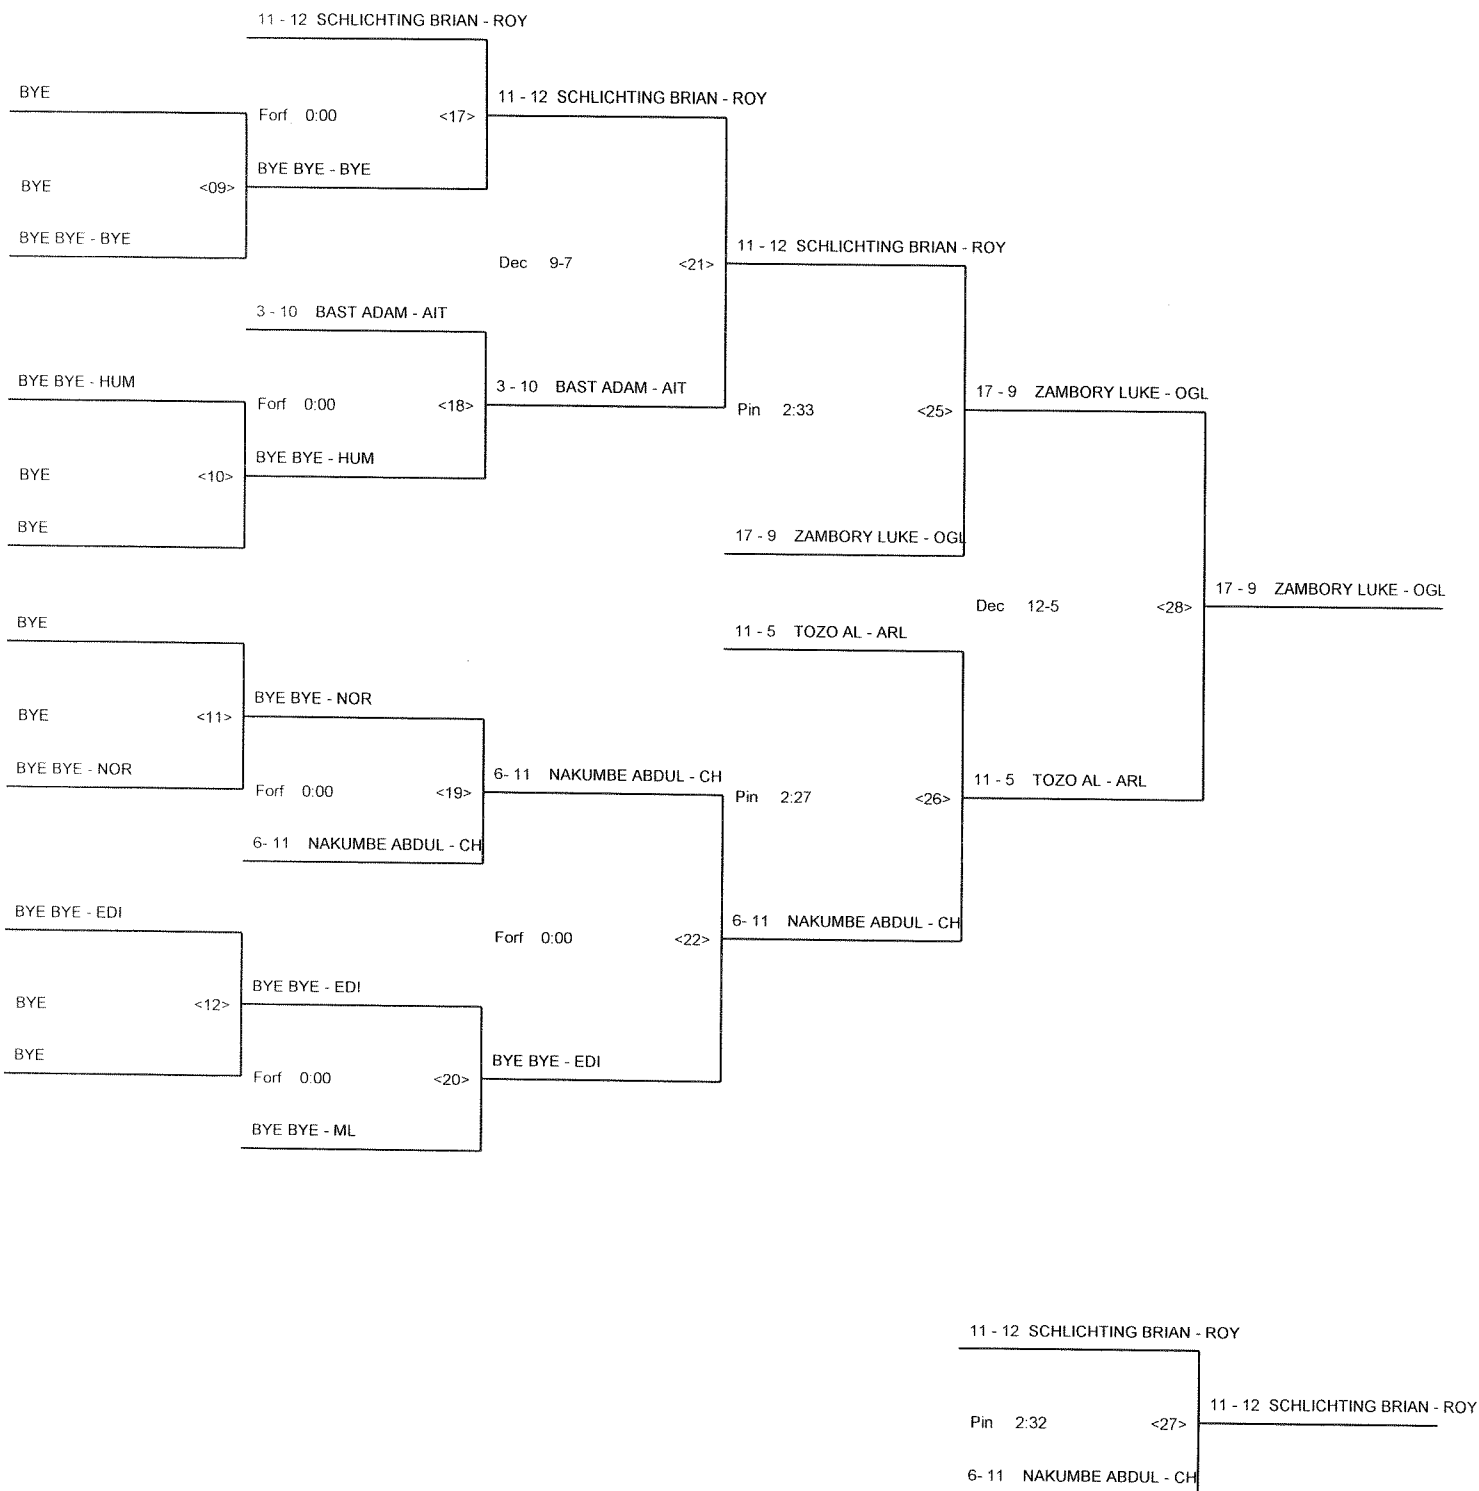 11 - 12 SCHLICHTING BRIAN - ROY
BYE
Forf 0:00 <17>
11 - 12 SCHLICHTING BRIAN - ROY
BYE BYE - BYE
BYE <09>
BYE BYE - BYE
Dec 9-7 <21>
11 - 12 SCHLICHTING BRIAN - ROY
3 - 10 BAST ADAM - AIT
BYE BYE - HUM
Forf 0:00 <18>
3 - 10 BAST ADAM - AIT
Pin 2:33 <25>
17 - 9 ZAMBORY LUKE - OGL
BYE BYE - HUM
BYE <10>
BYE
17 - 9 ZAMBORY LUKE - OGL
Dec 12-5 <28>
17 - 9 ZAMBORY LUKE - OGL
BYE
11 - 5 TOZO AL - ARL
BYE BYE - NOR
BYE <11>
BYE BYE - NOR
Forf 0:00 <19>
6- 11 NAKUMBE ABDUL - CH
Pin 2:27 <26>
11 - 5 TOZO AL - ARL
6- 11 NAKUMBE ABDUL - CH
BYE BYE - EDI
Forf 0:00 <22>
6- 11 NAKUMBE ABDUL - CH
BYE BYE - EDI
BYE <12>
BYE
Forf 0:00 <20>
BYE BYE - EDI
BYE BYE - ML
11 - 12 SCHLICHTING BRIAN - ROY
Pin 2:32 <27>
11 - 12 SCHLICHTING BRIAN - ROY
6- 11 NAKUMBE ABDUL - CH